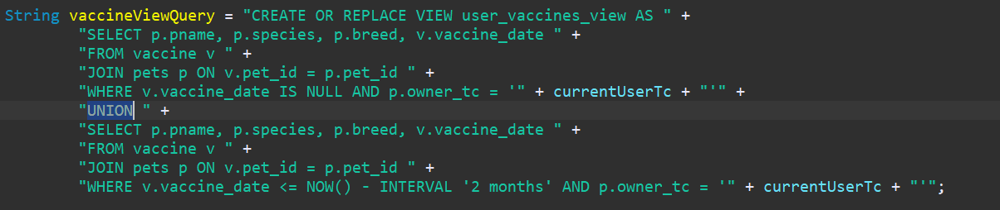 String vaccineViewQuery = "CREATE OR REPLACE VIEW user_vaccines_view AS " +
"SELECT p.pname, p.species, p.breed, v.vaccine_date " +
"FROM vaccine v " +
"JOIN pets p ON v.pet_id = p.pet_id " +
"WHERE v.vaccine_date IS NULL AND p.owner_tc = '" + currentUserTc + "'" +
"UNION " +
"SELECT p.pname, p.species, p.breed, v.vaccine_date " +
"FROM vaccine v " +
"JOIN pets p ON v.pet_id = p.pet_id " +
"WHERE v.vaccine_date <= NOW() - INTERVAL '2 months' AND p.owner_tc = '" + currentUserTc + "'";